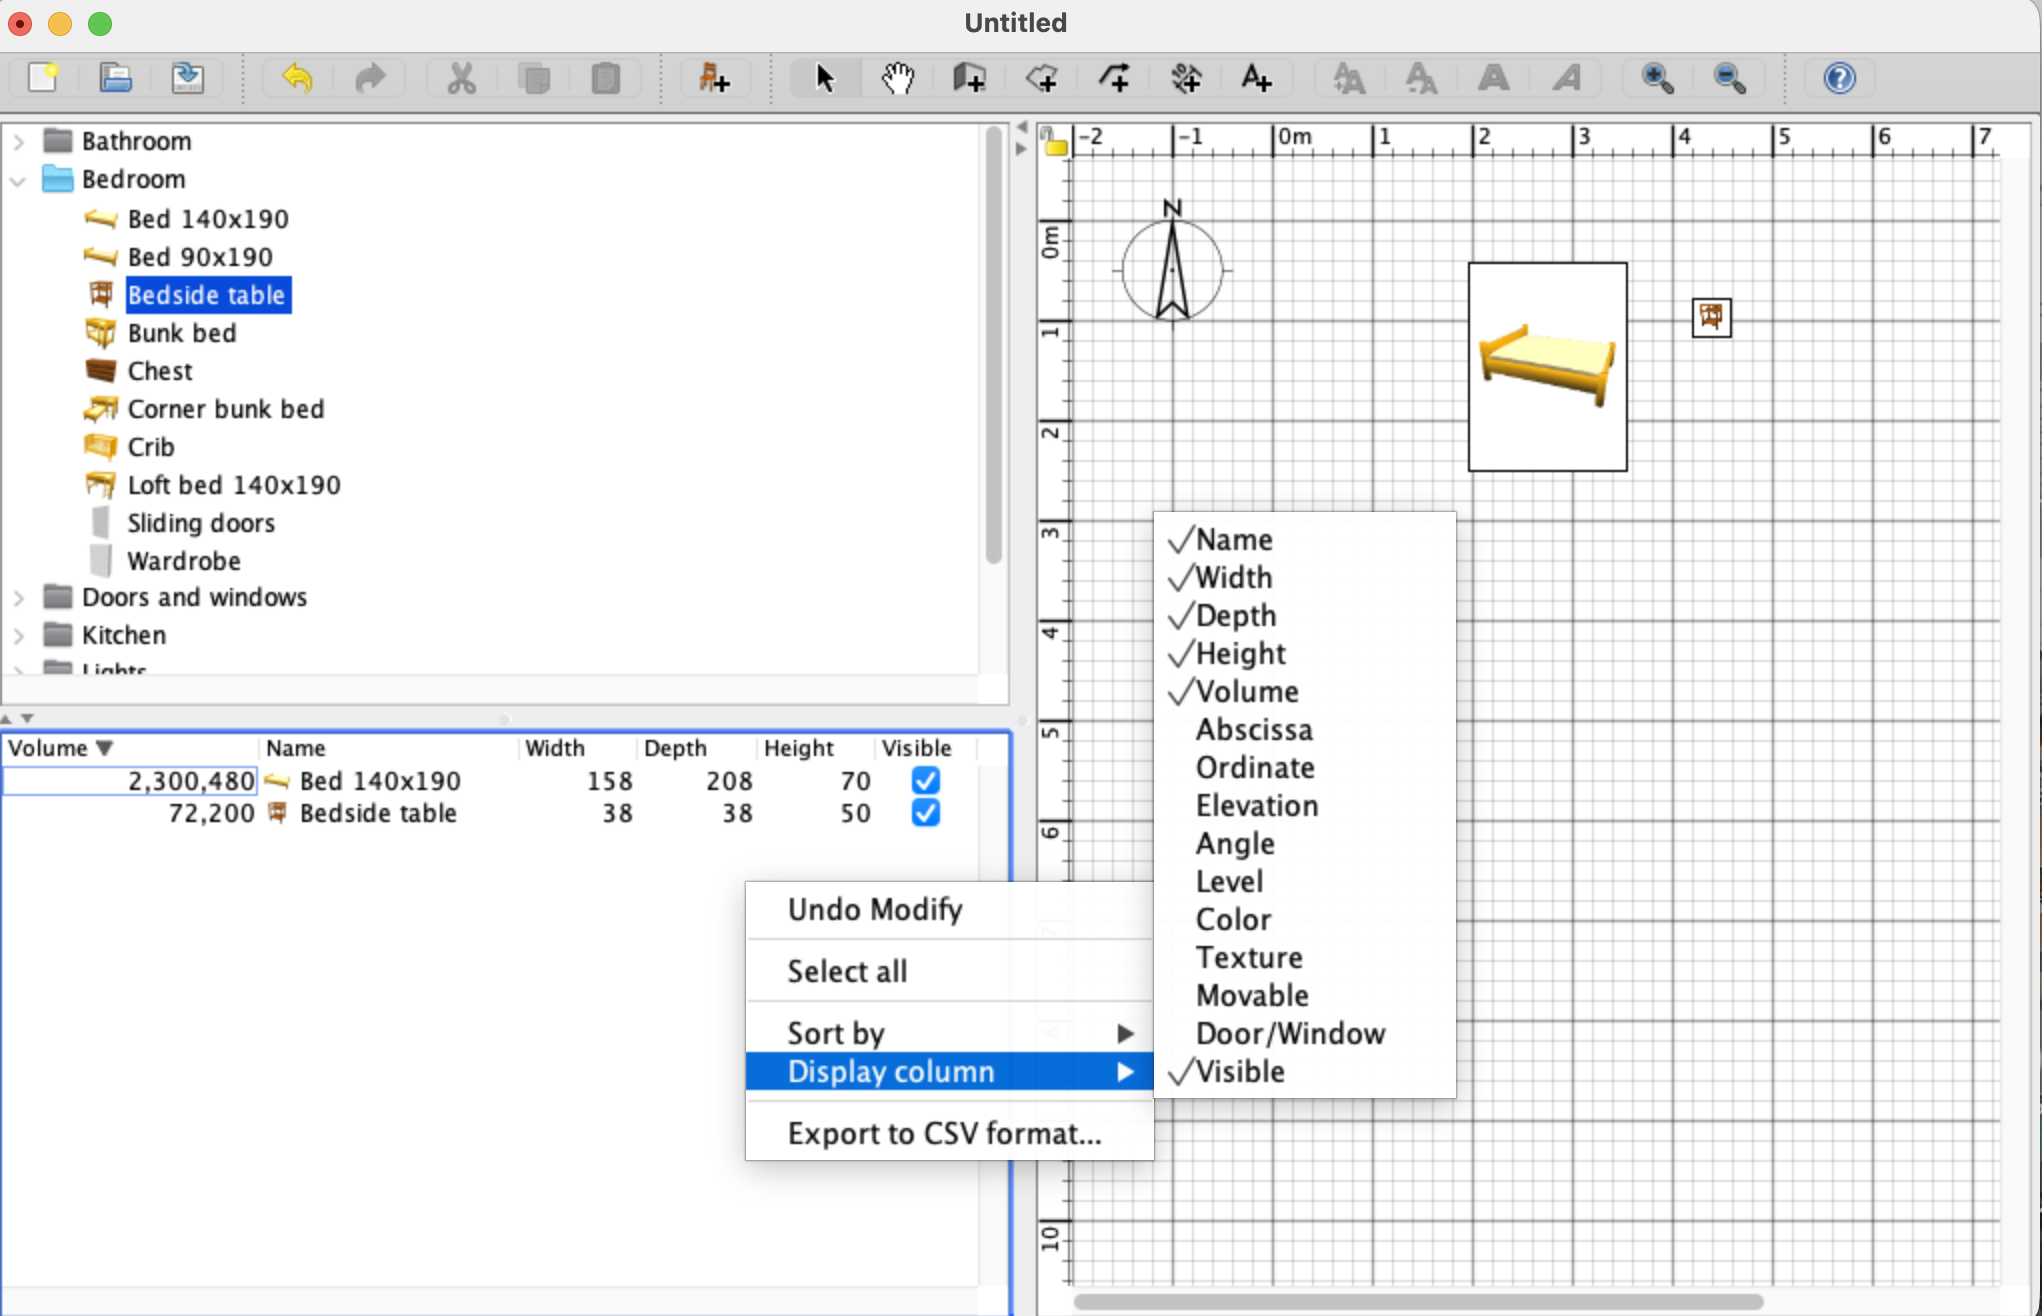 Untitled
Bathroom
Bedroom
Bed 140x190
Bed 90x190
Bedside table
Bunk bed
Chest
Corner bunk bed
Crib
Loft bed 140x190
Sliding doors
Wardrobe
Doors and windows
Kitchen
Lights
Volume ▼ Name Width Depth Height Visible
2,300,480 Bed 140x190 158 208 70
72,200 Bedside table 38 38 50
-2 -1 0m 1 2 3 4 5 6 7
N
0m
1
2
3
4
5
6
10
Undo Modify
Select all
Sort by
Display column
Export to CSV format...
Name
Width
Depth
Height
Volume
Abscissa
Ordinate
Elevation
Angle
Level
Color
Texture
Movable
Door/Window
Visible